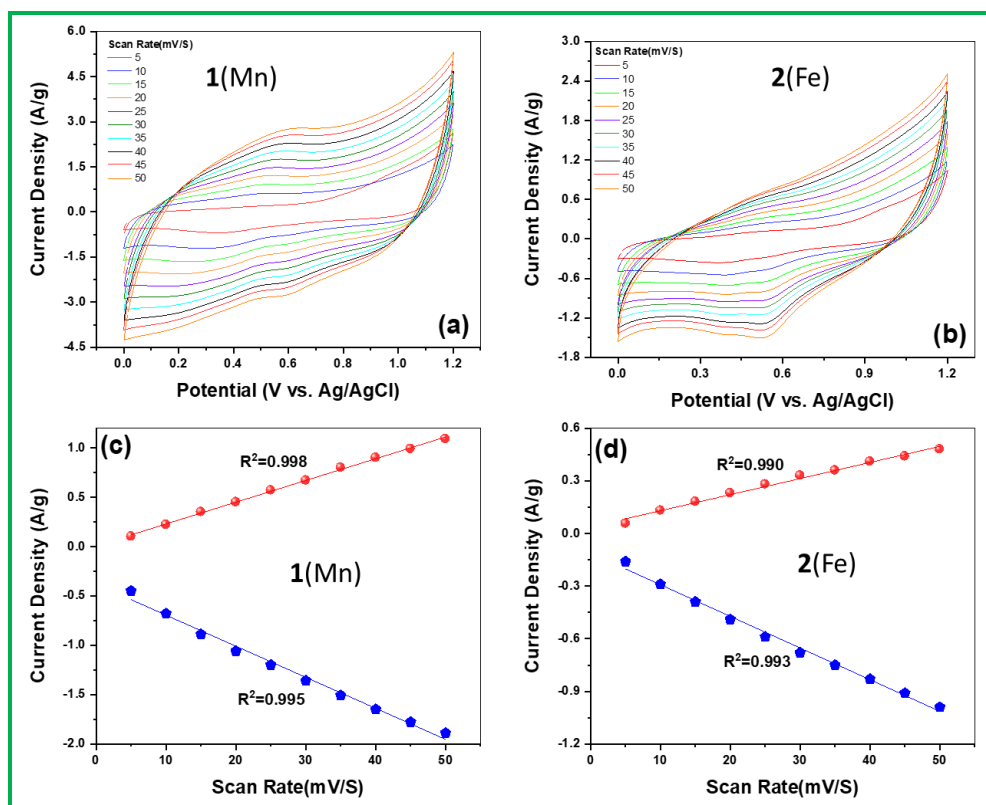 Scan Rate(mV/S)
5
10
15
20
25
30
35
40
45
50
1(Mn)
(a)
6.0
4.5
3.0
1.5
0.0
-1.5
-3.0
-4.5
Current Density (A/g)
0.0 0.2 0.4 0.6 0.8 1.0 1.2
Potential (V vs. Ag/AgCl)
Scan Rate(mV/S)
5
10
15
20
25
30
35
40
45
50
2(Fe)
(b)
3.0
2.4
1.8
1.2
0.6
0.0
-0.6
-1.2
-1.8
Current Density (A/g)
0.0 0.3 0.6 0.9 1.2
Potential (V vs. Ag/AgCl)
(c)
R²=0.998
1(Mn)
R²=0.995
1.0
0.5
0.0
-0.5
-1.0
-1.5
-2.0
Current Density (A/g)
0 10 20 30 40 50
Scan Rate(mV/S)
(d)
R²=0.990
2(Fe)
R²=0.993
0.6
0.3
0.0
-0.3
-0.6
-0.9
-1.2
Current Density (A/g)
0 10 20 30 40 50
Scan Rate(mV/S)